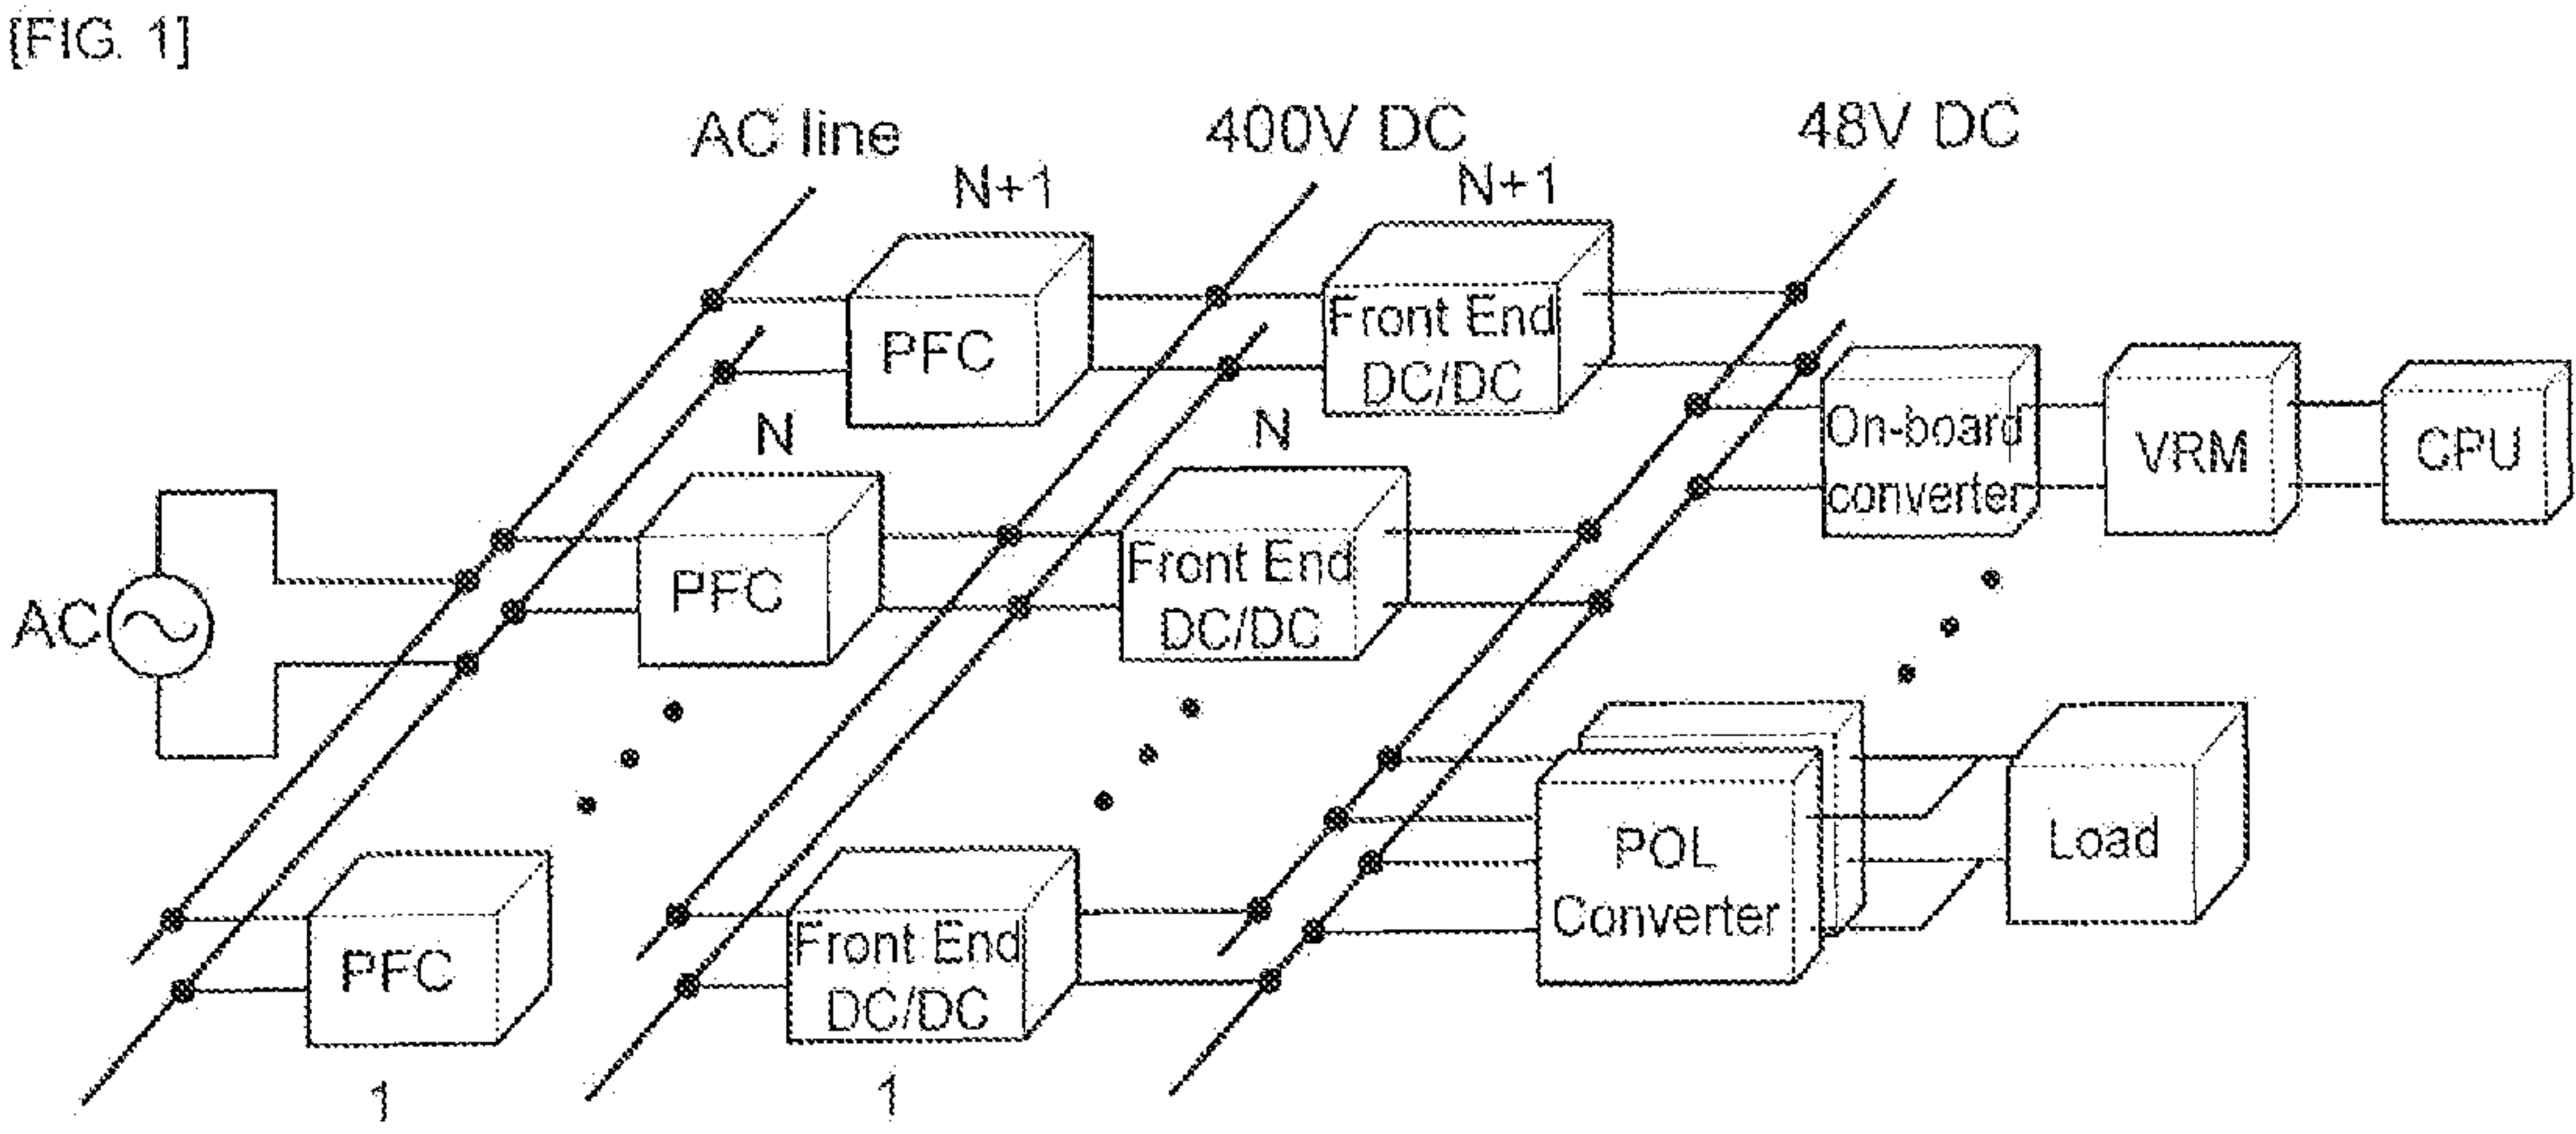 [FIG. 1]
AC line
400V DC
48V DC
N+1
N+1
PFC
Front End
DC/DC
N
N
On-board
converter
VRM
CPU
AC
PFC
Front End
DC/DC
POL
Converter
Load
PFC
Front End
DC/DC
1
1